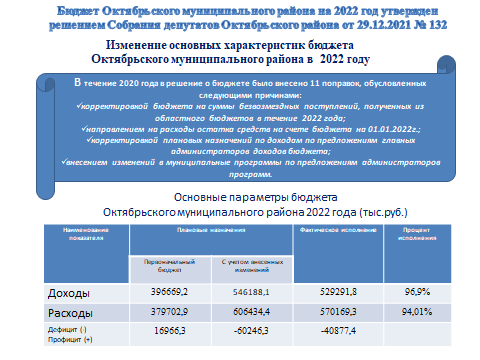 Бюджет Октябрьского муниципального района на 2022 год утвержден
решением Собрания депутатов Октябрьского района от 29.12.2021 № 132
Изменение основных характеристик бюджета
Октябрьского муниципального района в 2022 году
В течение 2020 года в решение о бюджете было внесено 11 поправок, обусловленных
следующими причинами:
✓корректировкой бюджета на суммы безвозмездных поступлений, полученных из
областного бюджетов в течение 2022 года;
✓направлением на расходы остатка средств на счете бюджета на 01.01.2022г.;
✓корректировкой плановых назначений по доходам по предложениям главных
администраторов доходов бюджета;
✓внесением изменений в муниципальные программы по предложениям администраторов
программ.
Основные параметры бюджета
Октябрьского муниципального района 2022 года (тыс.руб.)
Наименование показателя | Плановые назначения | Фактическое исполнение | Процент исполнения
Первоначальный бюджет | С учетом внесенных изменений
Доходы 396669,2 546188,1 529291,8 96,9%
Расходы 379702,9 606434,4 570169,3 94,01%
Дефицит (-) Профицит (+) 16966,3 -60246,3 -40877,4